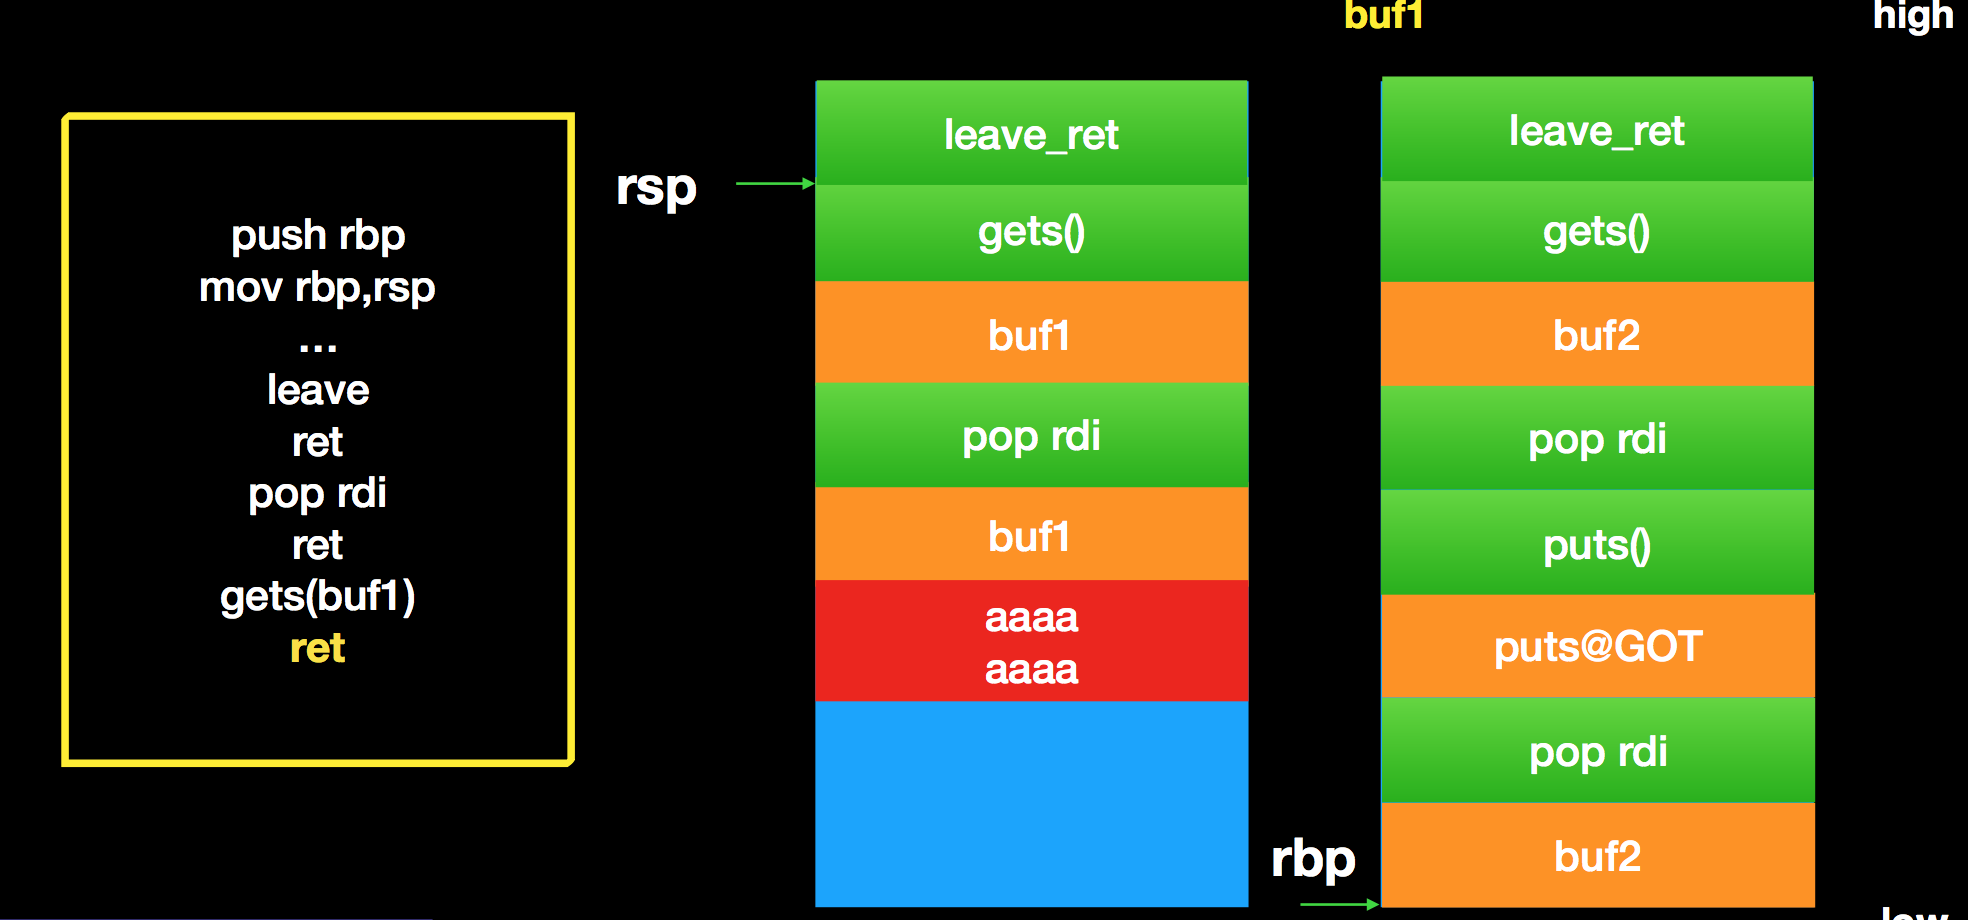 buf1
high
push rbp
mov rbp,rsp
...
leave
ret
pop rdi
ret
gets(buf1)
ret
rsp
leave_ret
gets()
buf1
pop rdi
buf1
aaaa
aaaa
rbp
leave_ret
gets()
buf2
pop rdi
puts()
puts@GOT
pop rdi
buf2
low